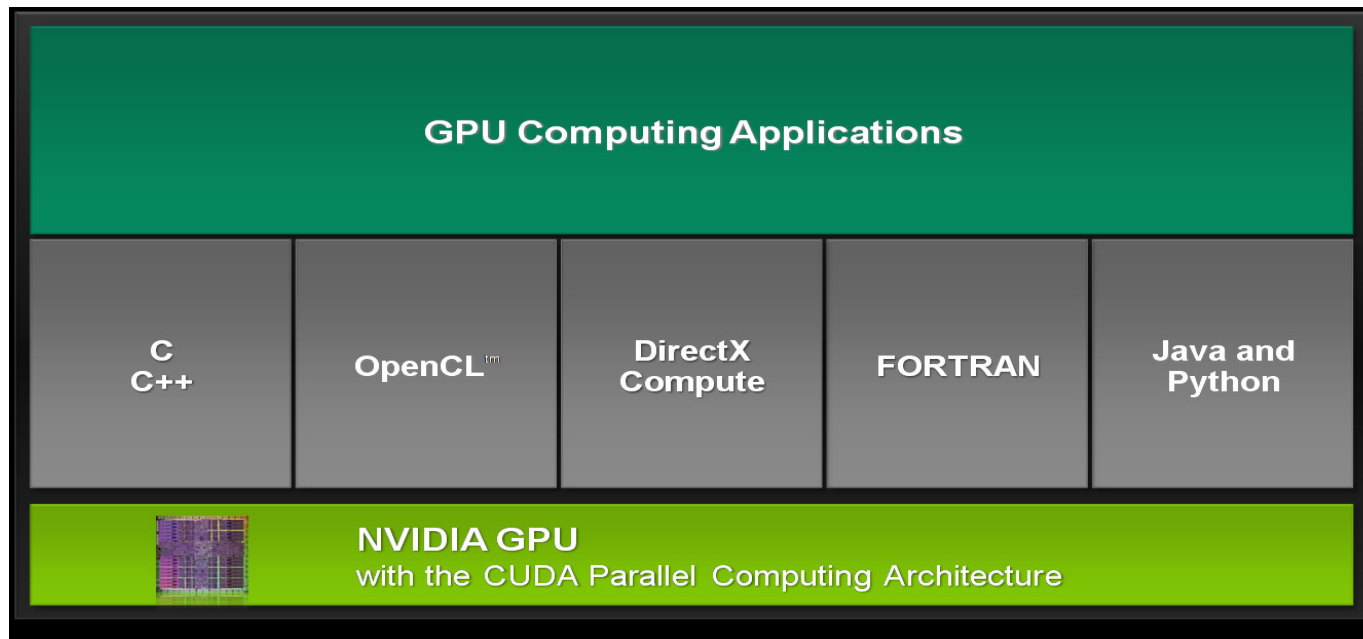 GPU Computing Applications
C
C++
OpenCL™
DirectX
Compute
FORTRAN
Java and
Python
NVIDIA GPU
with the CUDA Parallel Computing Architecture